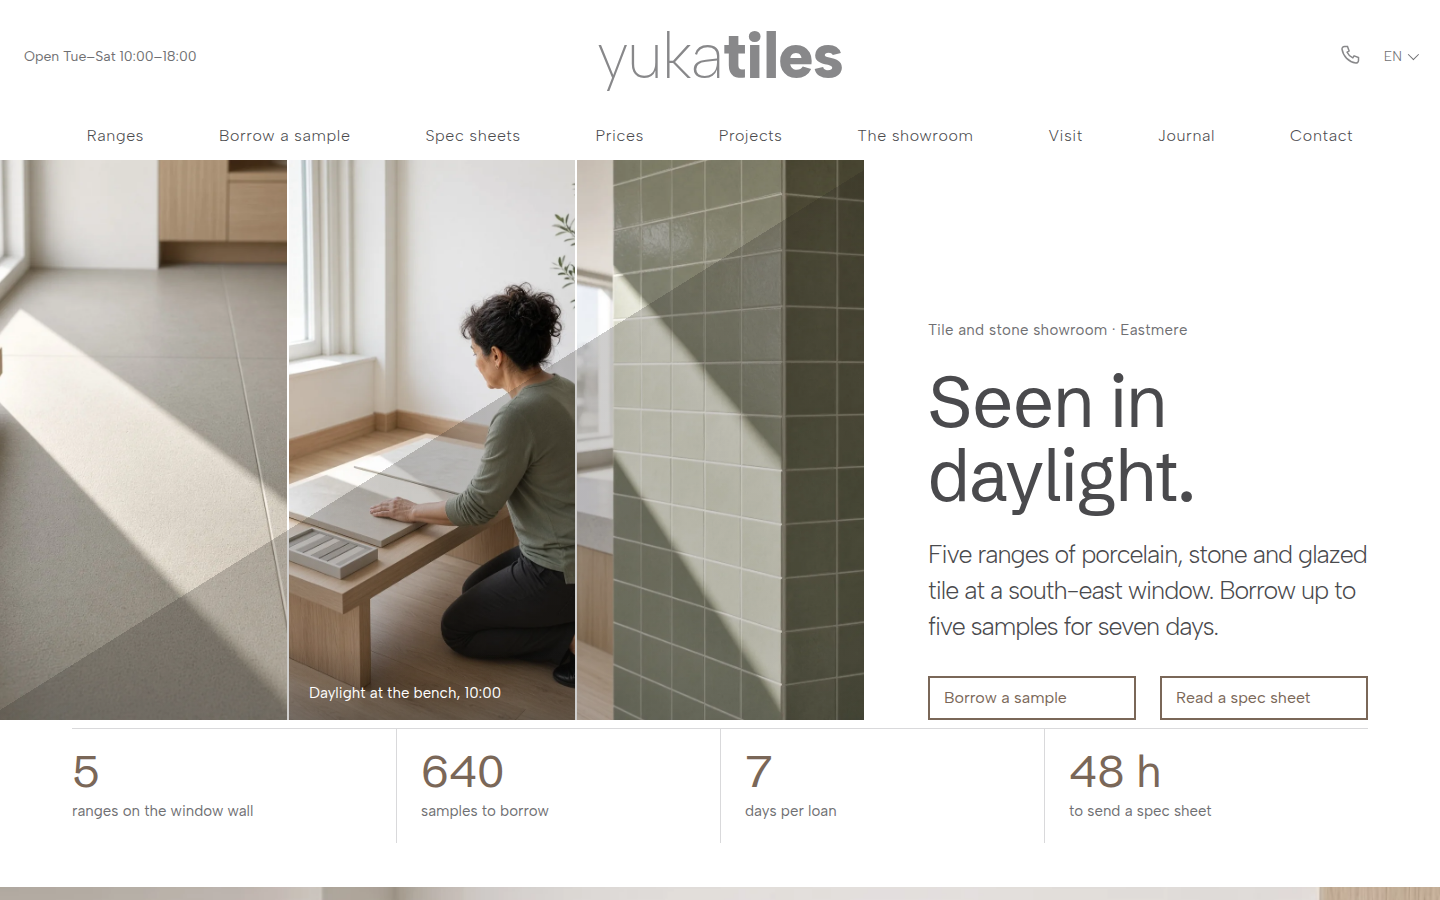 Open Tue–Sat 10:00–18:00
yukatiles
EN
Ranges
Borrow a sample
Spec sheets
Prices
Projects
The showroom
Visit
Journal
Contact
Daylight at the bench, 10:00
Tile and stone showroom · Eastmere
Seen in
daylight.
Five ranges of porcelain, stone and glazed
tile at a south-east window. Borrow up to
five samples for seven days.
Borrow a sample
Read a spec sheet
5
ranges on the window wall
640
samples to borrow
7
days per loan
48 h
to send a spec sheet